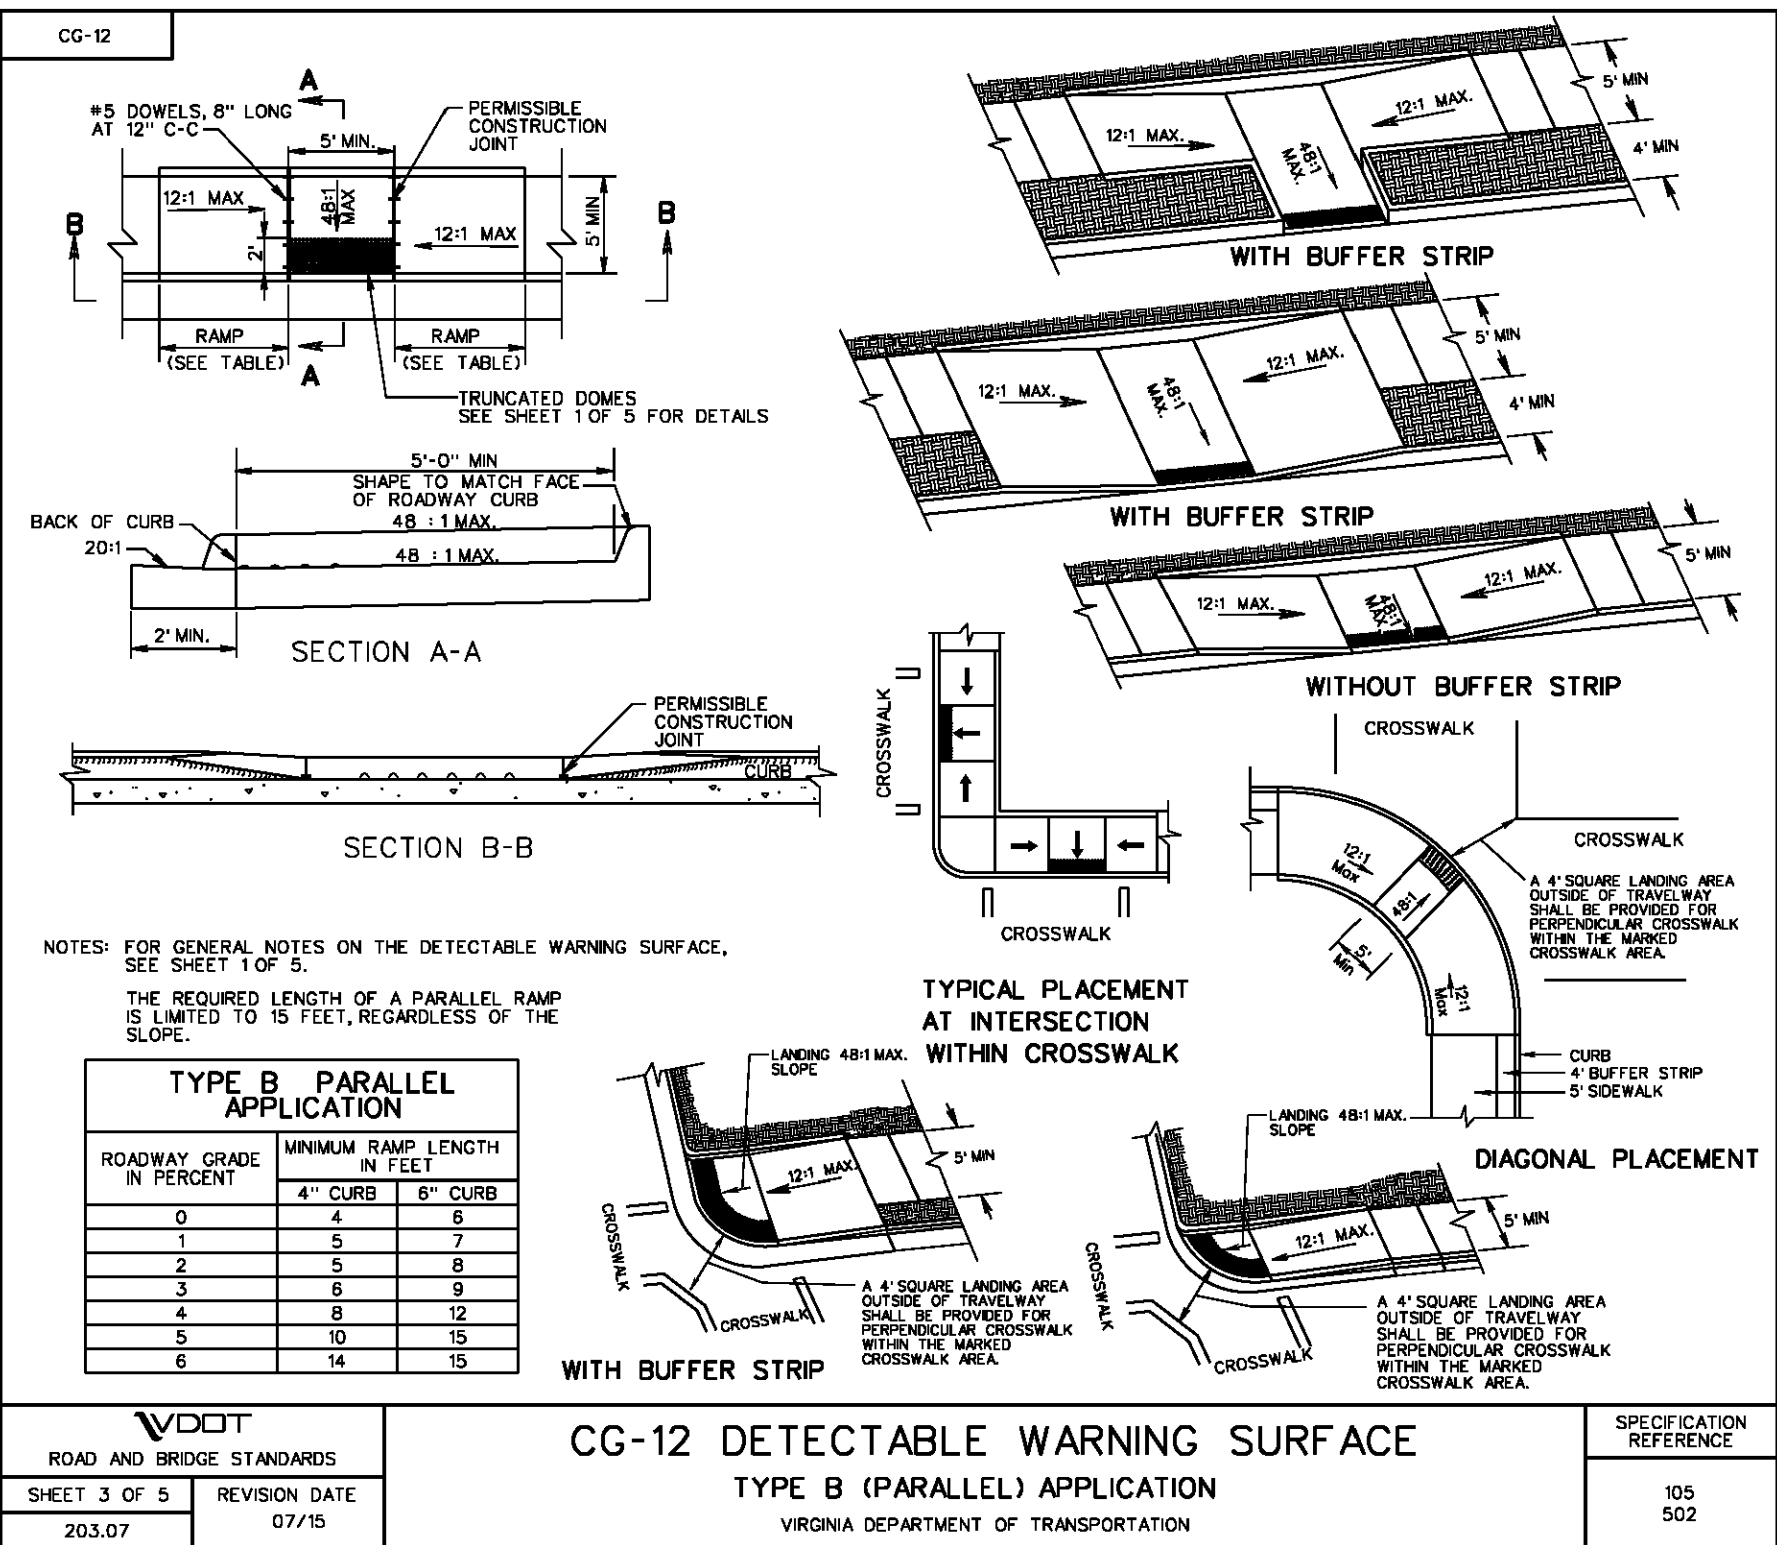 CG-12
A
#5 DOWELS, 8" LONG
AT 12" C-C
PERMISSIBLE
CONSTRUCTION
JOINT
5' MIN.
12:1 MAX
48:1
MAX
5' MIN
B
B
2'
12:1 MAX
RAMP
(SEE TABLE)
RAMP
(SEE TABLE)
A
TRUNCATED DOMES
SEE SHEET 1 OF 5 FOR DETAILS
5'-0" MIN
SHAPE TO MATCH FACE
OF ROADWAY CURB
BACK OF CURB
48 : 1 MAX.
20:1
48 : 1 MAX.
2' MIN.
SECTION A-A
PERMISSIBLE
CONSTRUCTION
JOINT
CURB
SECTION B-B
5' MIN
12:1 MAX.
12:1 MAX.
48:1
MAX.
4' MIN
WITH BUFFER STRIP
5' MIN
12:1 MAX.
12:1 MAX.
48:1
MAX.
4' MIN
WITH BUFFER STRIP
5' MIN
12:1 MAX.
12:1 MAX.
48:1
MAX.
WITHOUT BUFFER STRIP
CROSSWALK
CROSSWALK
TYPICAL PLACEMENT
AT INTERSECTION
WITHIN CROSSWALK
CROSSWALK
CROSSWALK
12:1
Max
48:1
5'
Min
12:1
Max
A 4' SQUARE LANDING AREA
OUTSIDE OF TRAVELWAY
SHALL BE PROVIDED FOR
PERPENDICULAR CROSSWALK
WITHIN THE MARKED
CROSSWALK AREA.
CURB
4' BUFFER STRIP
5' SIDEWALK
DIAGONAL PLACEMENT
NOTES: FOR GENERAL NOTES ON THE DETECTABLE WARNING SURFACE,
SEE SHEET 1 OF 5.
THE REQUIRED LENGTH OF A PARALLEL RAMP
IS LIMITED TO 15 FEET, REGARDLESS OF THE
SLOPE.
TYPE B PARALLEL
APPLICATION
ROADWAY GRADE
IN PERCENT
MINIMUM RAMP LENGTH
IN FEET
4" CURB 6" CURB
0 4 6
1 5 7
2 5 8
3 6 9
4 8 12
5 10 15
6 14 15
LANDING 48:1 MAX.
SLOPE
12:1 MAX.
5' MIN
CROSSWALK
CROSSWALK
A 4' SQUARE LANDING AREA
OUTSIDE OF TRAVELWAY
SHALL BE PROVIDED FOR
PERPENDICULAR CROSSWALK
WITHIN THE MARKED
CROSSWALK AREA.
WITH BUFFER STRIP
LANDING 48:1 MAX.
SLOPE
12:1 MAX.
5' MIN
CROSSWALK
CROSSWALK
A 4' SQUARE LANDING AREA
OUTSIDE OF TRAVELWAY
SHALL BE PROVIDED FOR
PERPENDICULAR CROSSWALK
WITHIN THE MARKED
CROSSWALK AREA.
VDOT
ROAD AND BRIDGE STANDARDS
SHEET 3 OF 5
203.07
REVISION DATE
07/15
CG-12 DETECTABLE WARNING SURFACE
TYPE B (PARALLEL) APPLICATION
VIRGINIA DEPARTMENT OF TRANSPORTATION
SPECIFICATION
REFERENCE
105
502